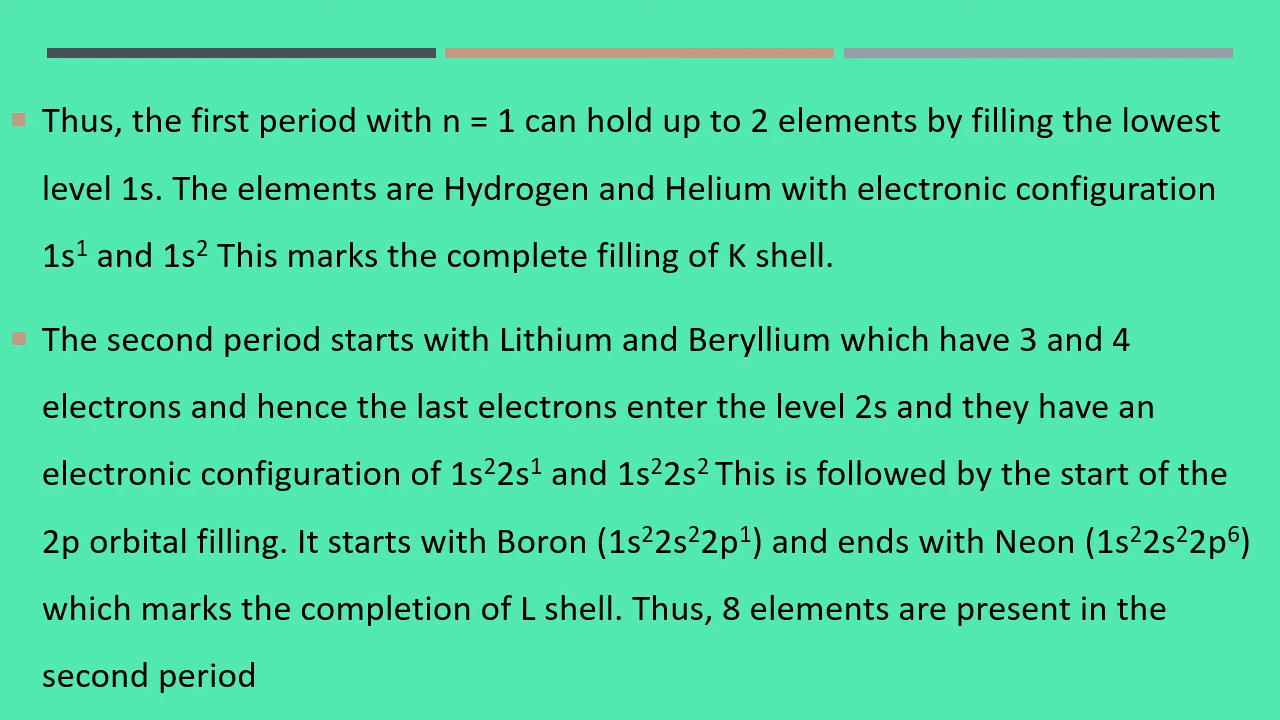 Thus, the first period with n = 1 can hold up to 2 elements by filling the lowest
level 1s. The elements are Hydrogen and Helium with electronic configuration
1s¹ and 1s² This marks the complete filling of K shell.
The second period starts with Lithium and Beryllium which have 3 and 4
electrons and hence the last electrons enter the level 2s and they have an
electronic configuration of 1s²2s¹ and 1s²2s² This is followed by the start of the
2p orbital filling. It starts with Boron (1s²2s²2p¹) and ends with Neon (1s²2s²2p⁶)
which marks the completion of L shell. Thus, 8 elements are present in the
second period